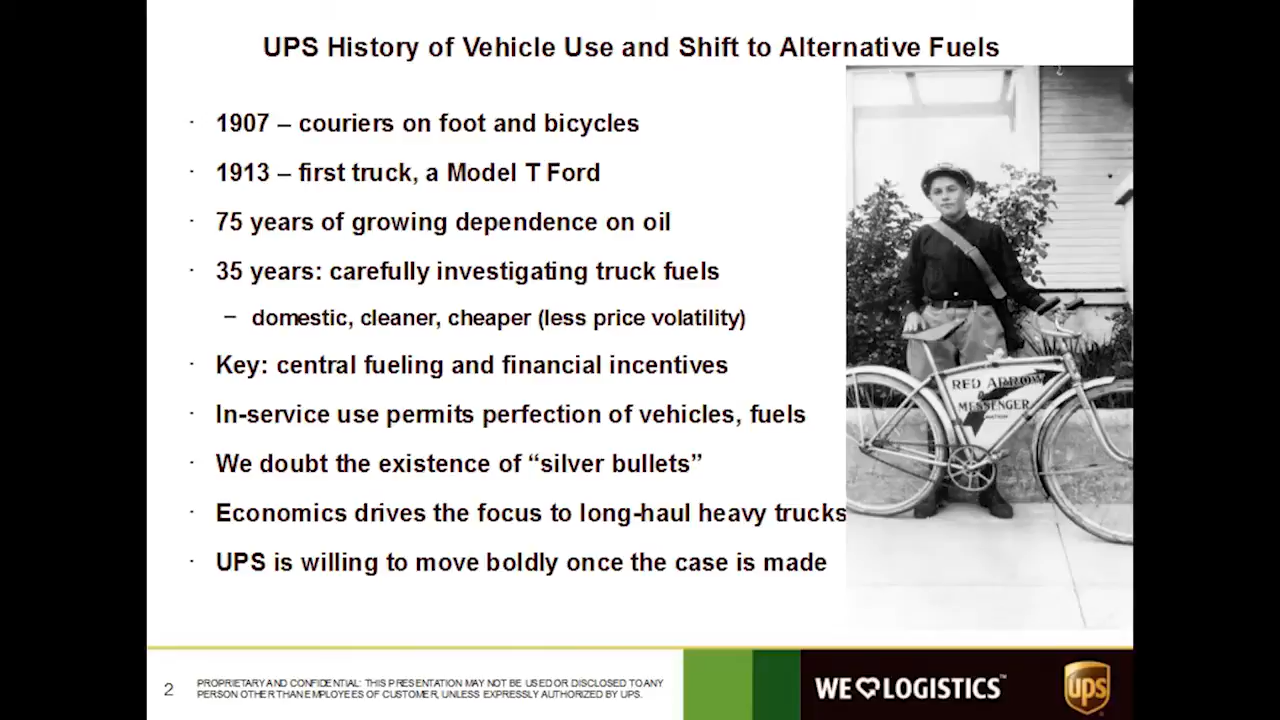 UPS History of Vehicle Use and Shift to Alternative Fuels
· 1907 – couriers on foot and bicycles
· 1913 – first truck, a Model T Ford
· 75 years of growing dependence on oil
· 35 years: carefully investigating truck fuels
– domestic, cleaner, cheaper (less price volatility)
· Key: central fueling and financial incentives
· In-service use permits perfection of vehicles, fuels
· We doubt the existence of “silver bullets”
· Economics drives the focus to long-haul heavy trucks
· UPS is willing to move boldly once the case is made
RED ARROW
MESSENGER
2
PROPRIETARY AND CONFIDENTIAL: THIS PRESENTATION MAY NOT BE USED OR DISCLOSED TO ANY
PERSON OTHER THAN EMPLOYEES OF CUSTOMER, UNLESS EXPRESSLY AUTHORIZED BY UPS.
WE LOGISTICS™
ups